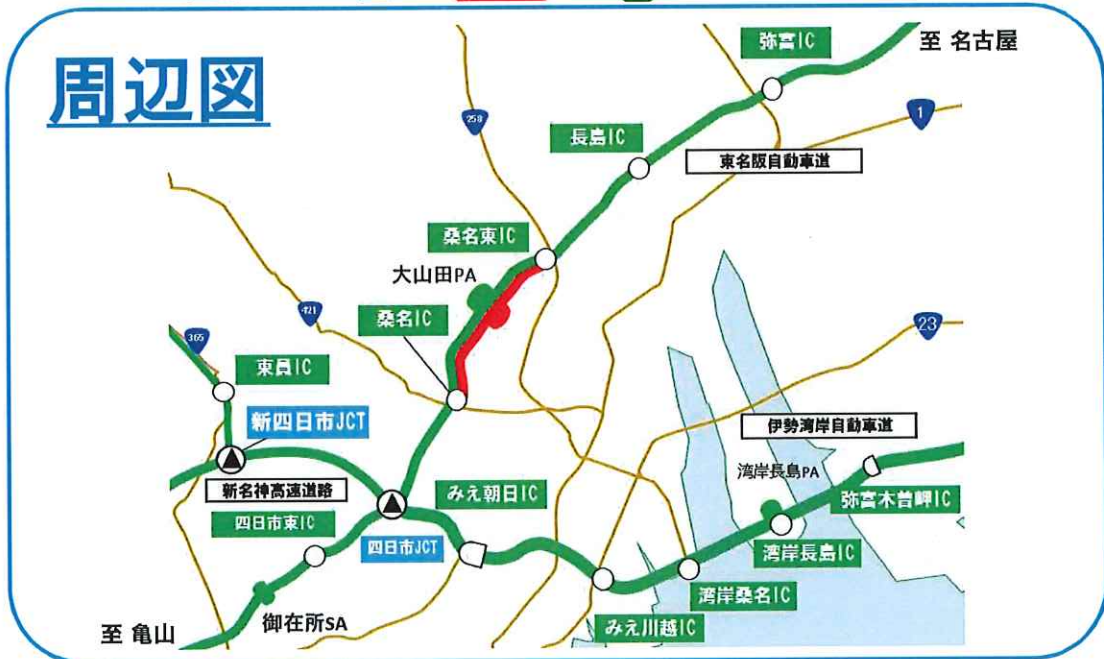 周辺図
弥富IC
至 名古屋
258
1
長島IC
東名阪自動車道
桑名東IC
大山田PA
桑名IC
421
23
365
東員IC
新四日市JCT
伊勢湾岸自動車道
湾岸長島PA
新名神高速道路
みえ朝日IC
弥富木曽岬IC
四日市東IC
四日市JCT
湾岸長島IC
湾岸桑名IC
至 亀山
御在所SA
みえ川越IC